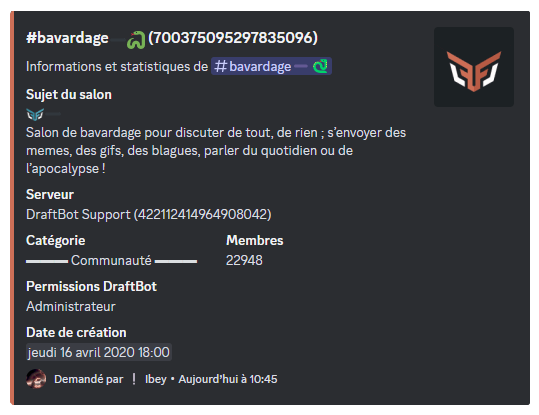 #bavardage — (700375095297835096)
Informations et statistiques de # bavardage —
Sujet du salon
Salon de bavardage pour discuter de tout, de rien ; s’envoyer des
memes, des gifs, des blagues, parler du quotidien ou de
l’apocalypse !
Serveur
DraftBot Support (422112414964908042)
Catégorie
Membres
——— Communauté ———
22948
Permissions DraftBot
Administrateur
Date de création
jeudi 16 avril 2020 18:00
Demandé par ❕ Ibey • Aujourd’hui à 10:45